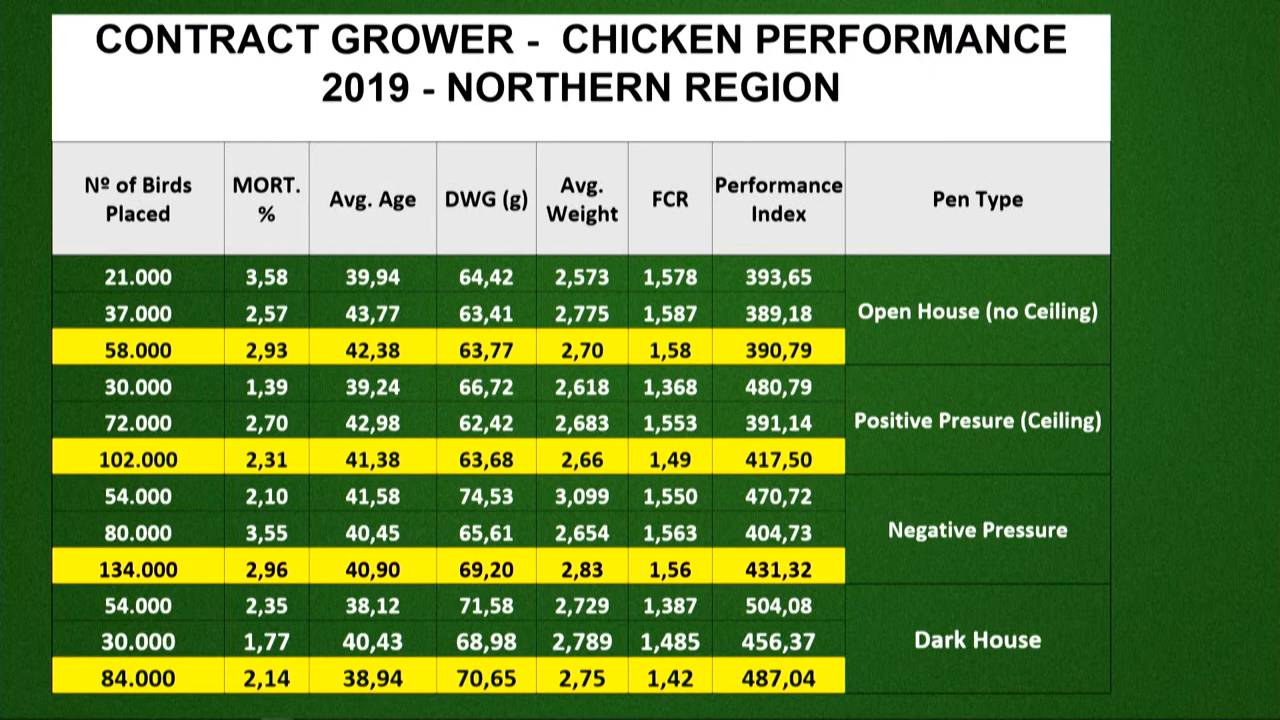 CONTRACT GROWER - CHICKEN PERFORMANCE
2019 - NORTHERN REGION
Nº of Birds Placed MORT. % Avg. Age DWG (g) Avg. Weight FCR Performance Index Pen Type
21.000 3,58 39,94 64,42 2,573 1,578 393,65
37.000 2,57 43,77 63,41 2,775 1,587 389,18 Open House (no Ceiling)
58.000 2,93 42,38 63,77 2,70 1,58 390,79
30.000 1,39 39,24 66,72 2,618 1,368 480,79
72.000 2,70 42,98 62,42 2,683 1,553 391,14 Positive Presure (Ceiling)
102.000 2,31 41,38 63,68 2,66 1,49 417,50
54.000 2,10 41,58 74,53 3,099 1,550 470,72
80.000 3,55 40,45 65,61 2,654 1,563 404,73 Negative Pressure
134.000 2,96 40,90 69,20 2,83 1,56 431,32
54.000 2,35 38,12 71,58 2,729 1,387 504,08
30.000 1,77 40,43 68,98 2,789 1,485 456,37 Dark House
84.000 2,14 38,94 70,65 2,75 1,42 487,04